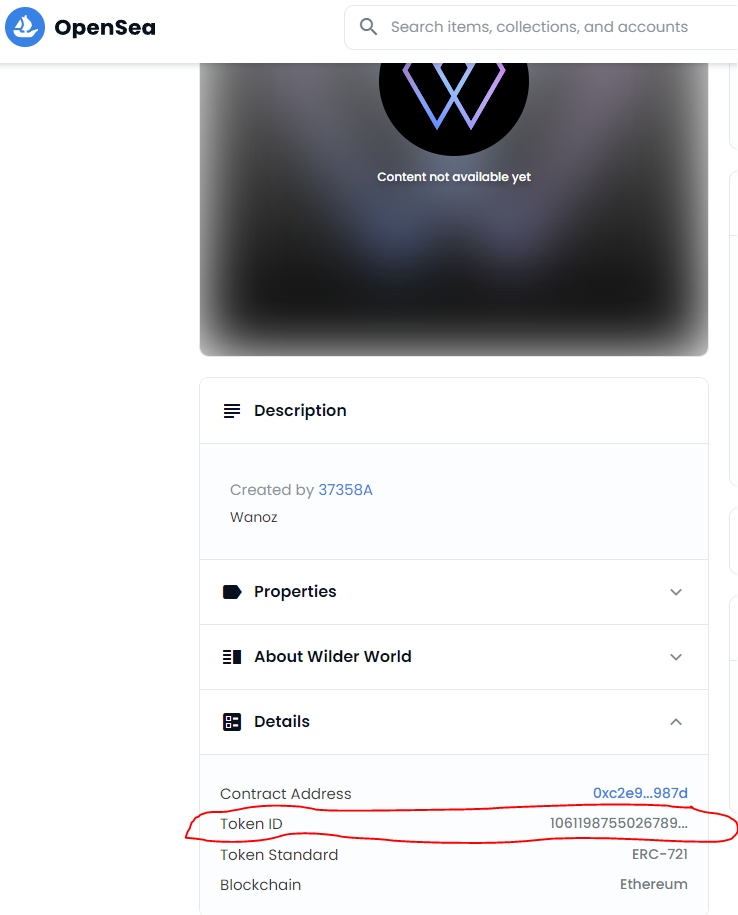 OpenSea
Search items, collections, and accounts
Content not available yet
Description
Created by 37358A
Wanoz
Properties
About Wilder World
Details
Contract Address 0xc2e9...987d
Token ID 1061198755026789...
Token Standard ERC-721
Blockchain Ethereum